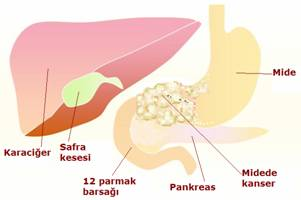 Mide
Karaciğer
Safra
kesesi
12 parmak
barsağı
Pankreas
Midede
kanser